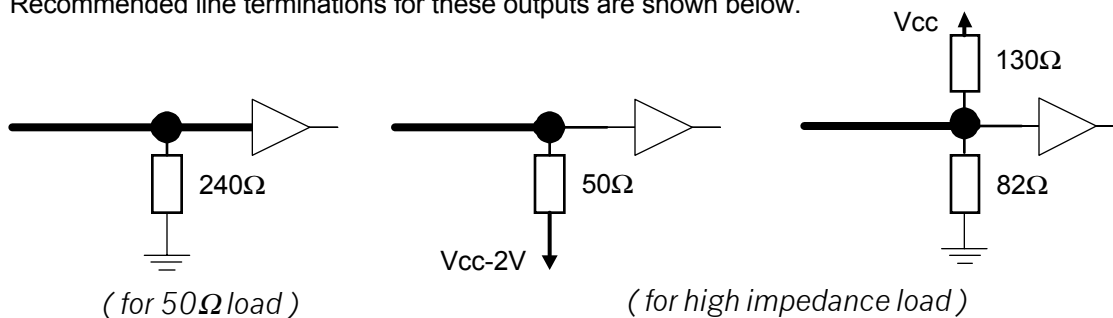 Recommended line terminations for these outputs are shown below.
Vcc
130Ω
240Ω
50Ω
82Ω
Vcc-2V
( for 50Ω load )
( for high impedance load )